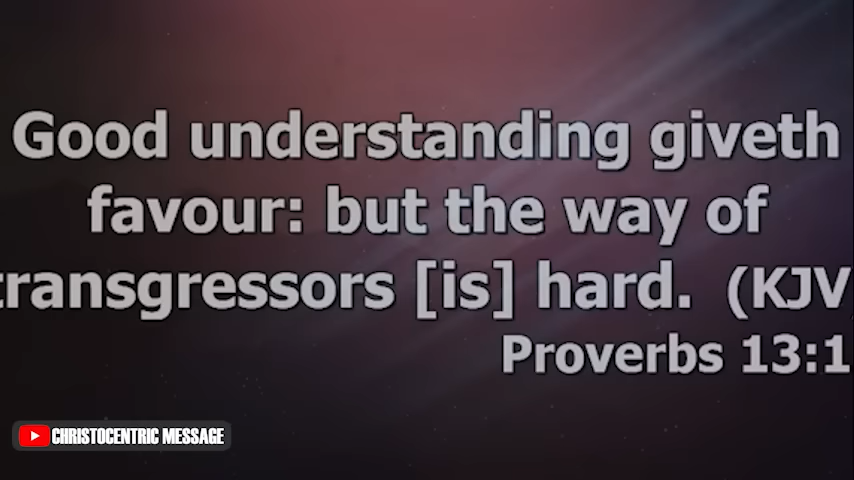 Good understanding giveth
favour: but the way of
transgressors [is] hard. (KJV
Proverbs 13:1
CHRISTOCENTRIC MESSAGE